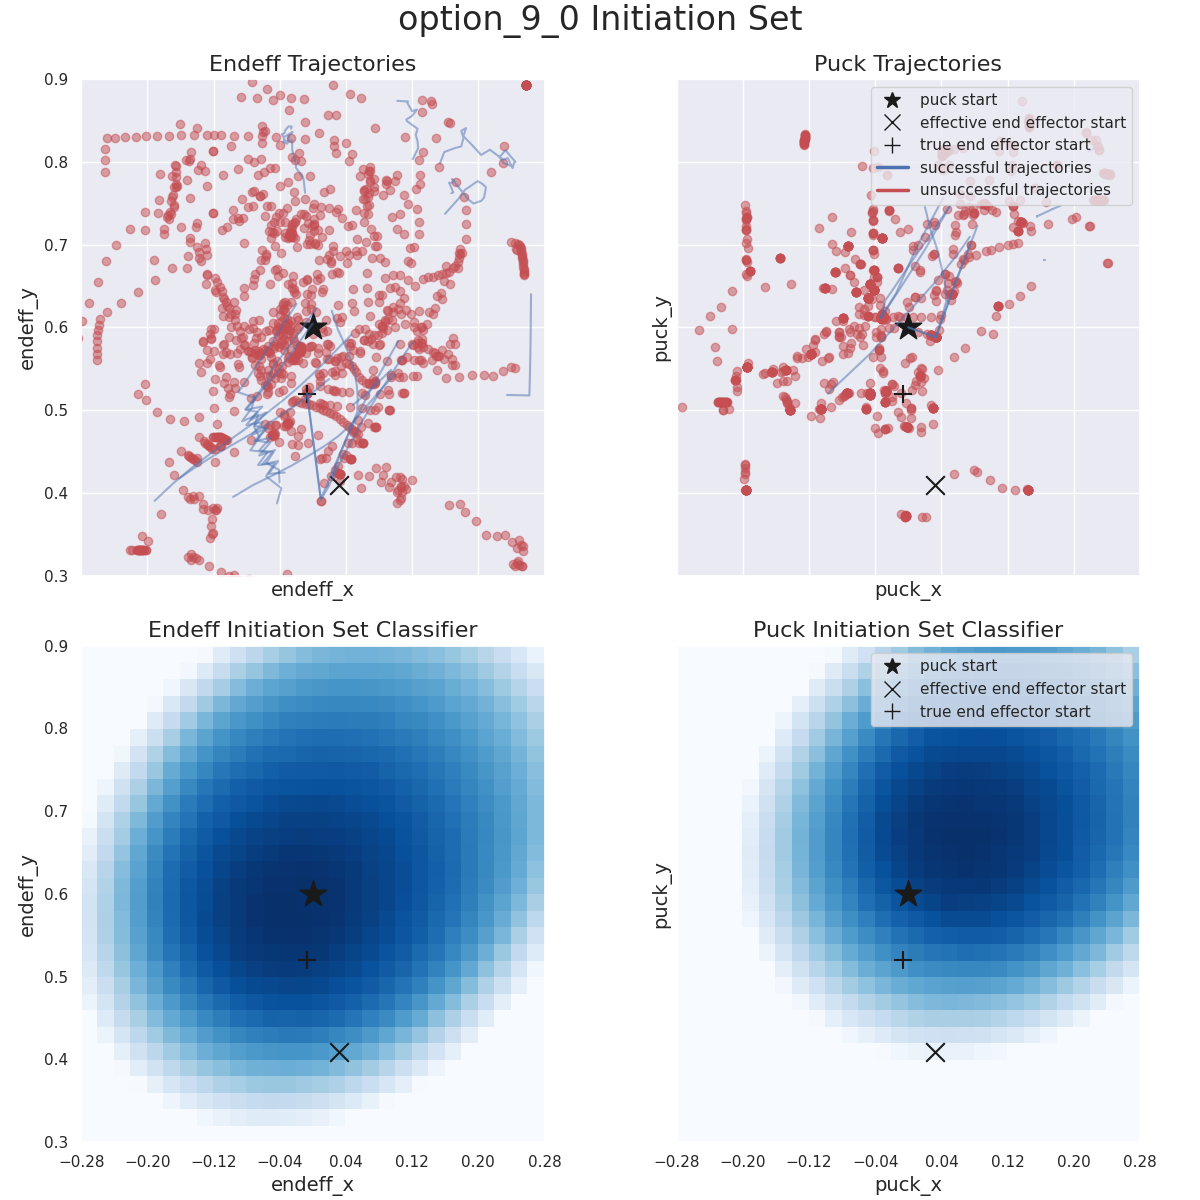 option_9_0 Initiation Set
Endeff Trajectories
0.9
0.8
0.7
0.6
0.5
0.4
0.3
endeff_y
endeff_x
Puck Trajectories
puck start
effective end effector start
true end effector start
successful trajectories
unsuccessful trajectories
puck_y
puck_x
Endeff Initiation Set Classifier
0.9
0.8
0.7
0.6
0.5
0.4
0.3
endeff_y
−0.28 −0.20 −0.12 −0.04 0.04 0.12 0.20 0.28
endeff_x
Puck Initiation Set Classifier
puck start
effective end effector start
true end effector start
puck_y
−0.28 −0.20 −0.12 −0.04 0.04 0.12 0.20 0.28
puck_x